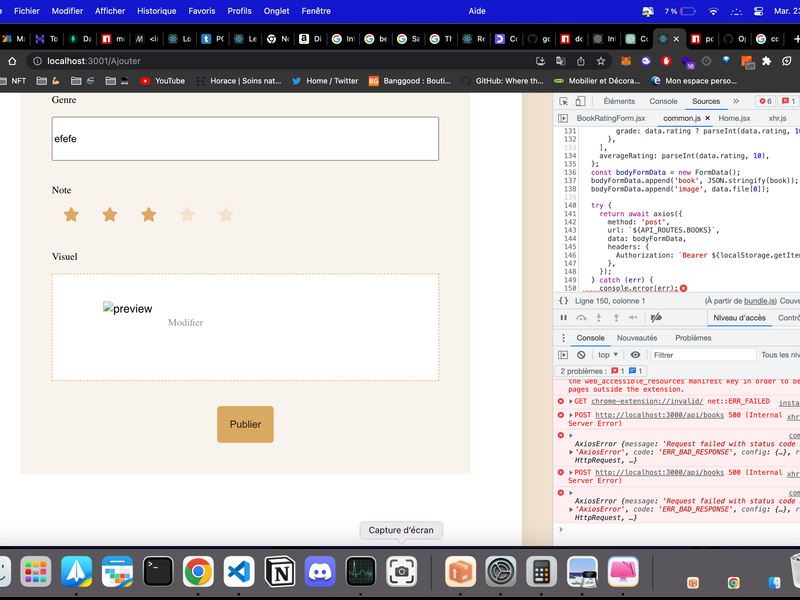 Fichier Modifier Afficher Historique Favoris Profils Onglet Fenêtre Aide 7 % Mar. 23
localhost:3001/Ajouter
NFT YouTube Horace | Soins nat... Home / Twitter Banggood : Bouti... GitHub: Where th... Mobilier et Décora... Mon espace perso...
Genre
efefe
Note
Visuel
preview
Modifier
Publier
Capture d'écran
Éléments Console Sources » 6 1
BookRatingForm.jsx common.js Home.jsx xhr.js
131 grade: data.rating ? parseInt(data.rating, 10
132 },
133 ],
134 averageRating: parseInt(data.rating, 10),
135 };
136 const bodyFormData = new FormData();
137 bodyFormData.append('book', JSON.stringify(book));
138 bodyFormData.append('image', data.file[0]);
139
140 try {
141 return await axios({
142 method: 'post',
143 url: `${API_ROUTES.BOOKS}`,
144 data: bodyFormData,
145 headers: {
146 Authorization: `Bearer ${localStorage.getIte
147 },
148 });
149 } catch (err) {
150 console.error(err);
{} Ligne 150, colonne 1 (À partir de bundle.js) Couve
Niveau d'accès Contrô
Console Nouveautés Problèmes
top ▼ Filtrer Tous les niv
2 problèmes : 1 1
the web_accessible_resources manifest key in order to be
pages outside the extension.
GET chrome-extension://invalid/ net::ERR_FAILED insta
POST http://localhost:3000/api/books 500 (Internal xhr
Server Error)
com
AxiosError {message: 'Request failed with status code
'AxiosError', code: 'ERR_BAD_RESPONSE', config: {…},
HttpRequest, …}
POST http://localhost:3000/api/books 500 (Internal xhr
Server Error)
com
AxiosError {message: 'Request failed with status code
'AxiosError', code: 'ERR_BAD_RESPONSE', config: {…},
HttpRequest, …}